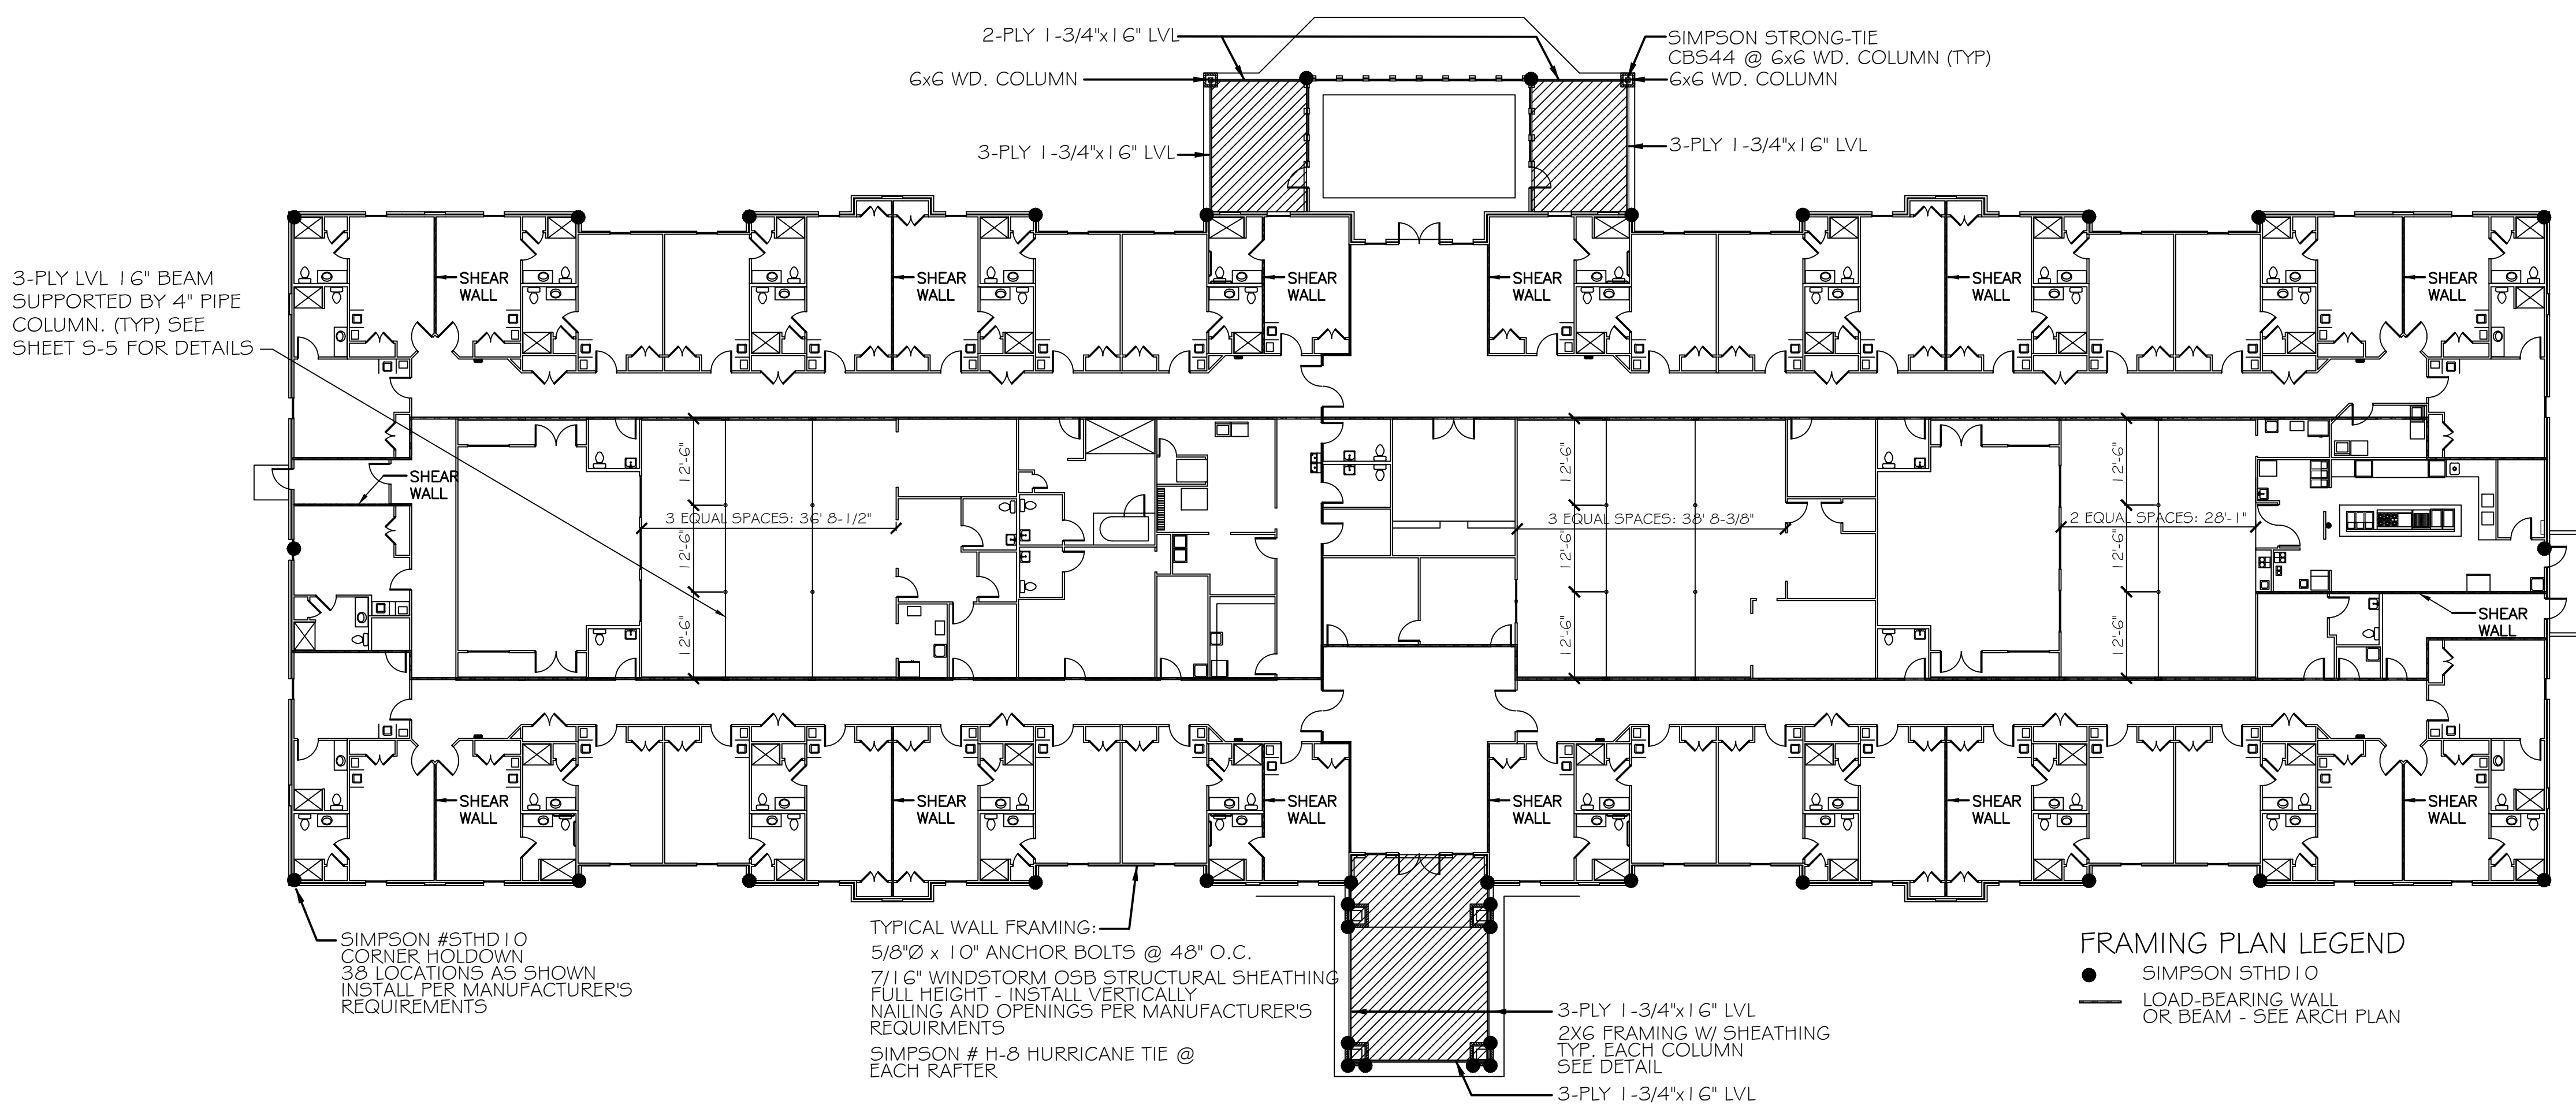 2-PLY 1-3/4"x16" LVL
6x6 WD. COLUMN
3-PLY 1-3/4"x16" LVL
SIMPSON STRONG-TIE
CBS44 @ 6x6 WD. COLUMN (TYP)
6x6 WD. COLUMN
3-PLY 1-3/4"x16" LVL
3-PLY LVL 16" BEAM
SUPPORTED BY 4" PIPE
COLUMN. (TYP) SEE
SHEET S-5 FOR DETAILS
SHEAR
WALL
SHEAR
WALL
SHEAR
WALL
SHEAR
WALL
SHEAR
WALL
SHEAR
WALL
SHEAR
WALL
12'-6"
12'-6"
12'-6"
3 EQUAL SPACES: 36' 8-1/2"
12'-6"
12'-6"
12'-6"
3 EQUAL SPACES: 38' 8-3/8"
12'-6"
12'-6"
12'-6"
2 EQUAL SPACES: 28'-1"
SHEAR
WALL
SHEAR
WALL
SHEAR
WALL
SHEAR
WALL
SHEAR
WALL
SHEAR
WALL
SHEAR
WALL
SIMPSON #STHD10
CORNER HOLDOWN
38 LOCATIONS AS SHOWN
INSTALL PER MANUFACTURER'S
REQUIREMENTS
TYPICAL WALL FRAMING:
5/8"Ø x 10" ANCHOR BOLTS @ 48" O.C.
7/16" WINDSTORM OSB STRUCTURAL SHEATHING
FULL HEIGHT - INSTALL VERTICALLY
NAILING AND OPENINGS PER MANUFACTURER'S
REQUIRMENTS
SIMPSON # H-8 HURRICANE TIE @
EACH RAFTER
3-PLY 1-3/4"x16" LVL
2X6 FRAMING W/ SHEATHING
TYP. EACH COLUMN
SEE DETAIL
3-PLY 1-3/4"x16" LVL
FRAMING PLAN LEGEND
SIMPSON STHD10
LOAD-BEARING WALL
OR BEAM - SEE ARCH PLAN